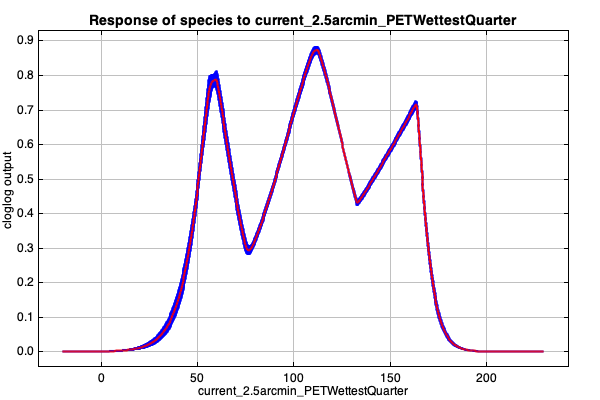 Response of species to current_2.5arcmin_PETWettestQuarter
cloglog output
0.9
0.8
0.7
0.6
0.5
0.4
0.3
0.2
0.1
0.0
0 50 100 150 200
current_2.5arcmin_PETWettestQuarter